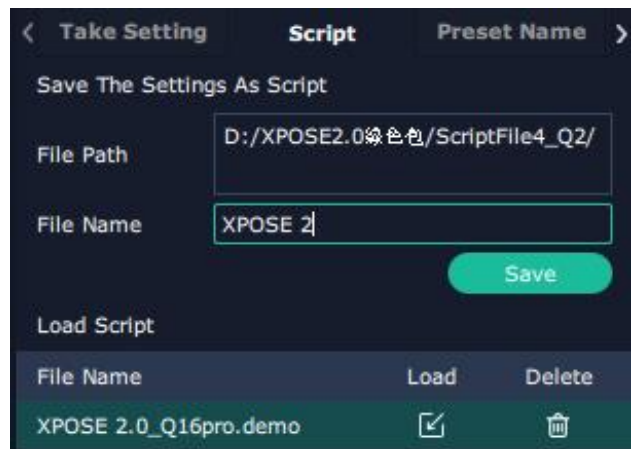 Take Setting Script Preset Name
Save The Settings As Script
File Path D:/XPOSE2.0绿色包/ScriptFile4_Q2/
File Name XPOSE 2
Save
Load Script
File Name Load Delete
XPOSE 2.0_Q16pro.demo